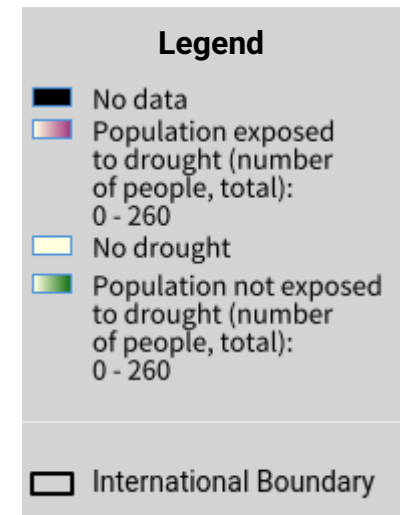 Legend
No data
Population exposed
to drought (number
of people, total):
0 - 260
No drought
Population not exposed
to drought (number
of people, total):
0 - 260
International Boundary